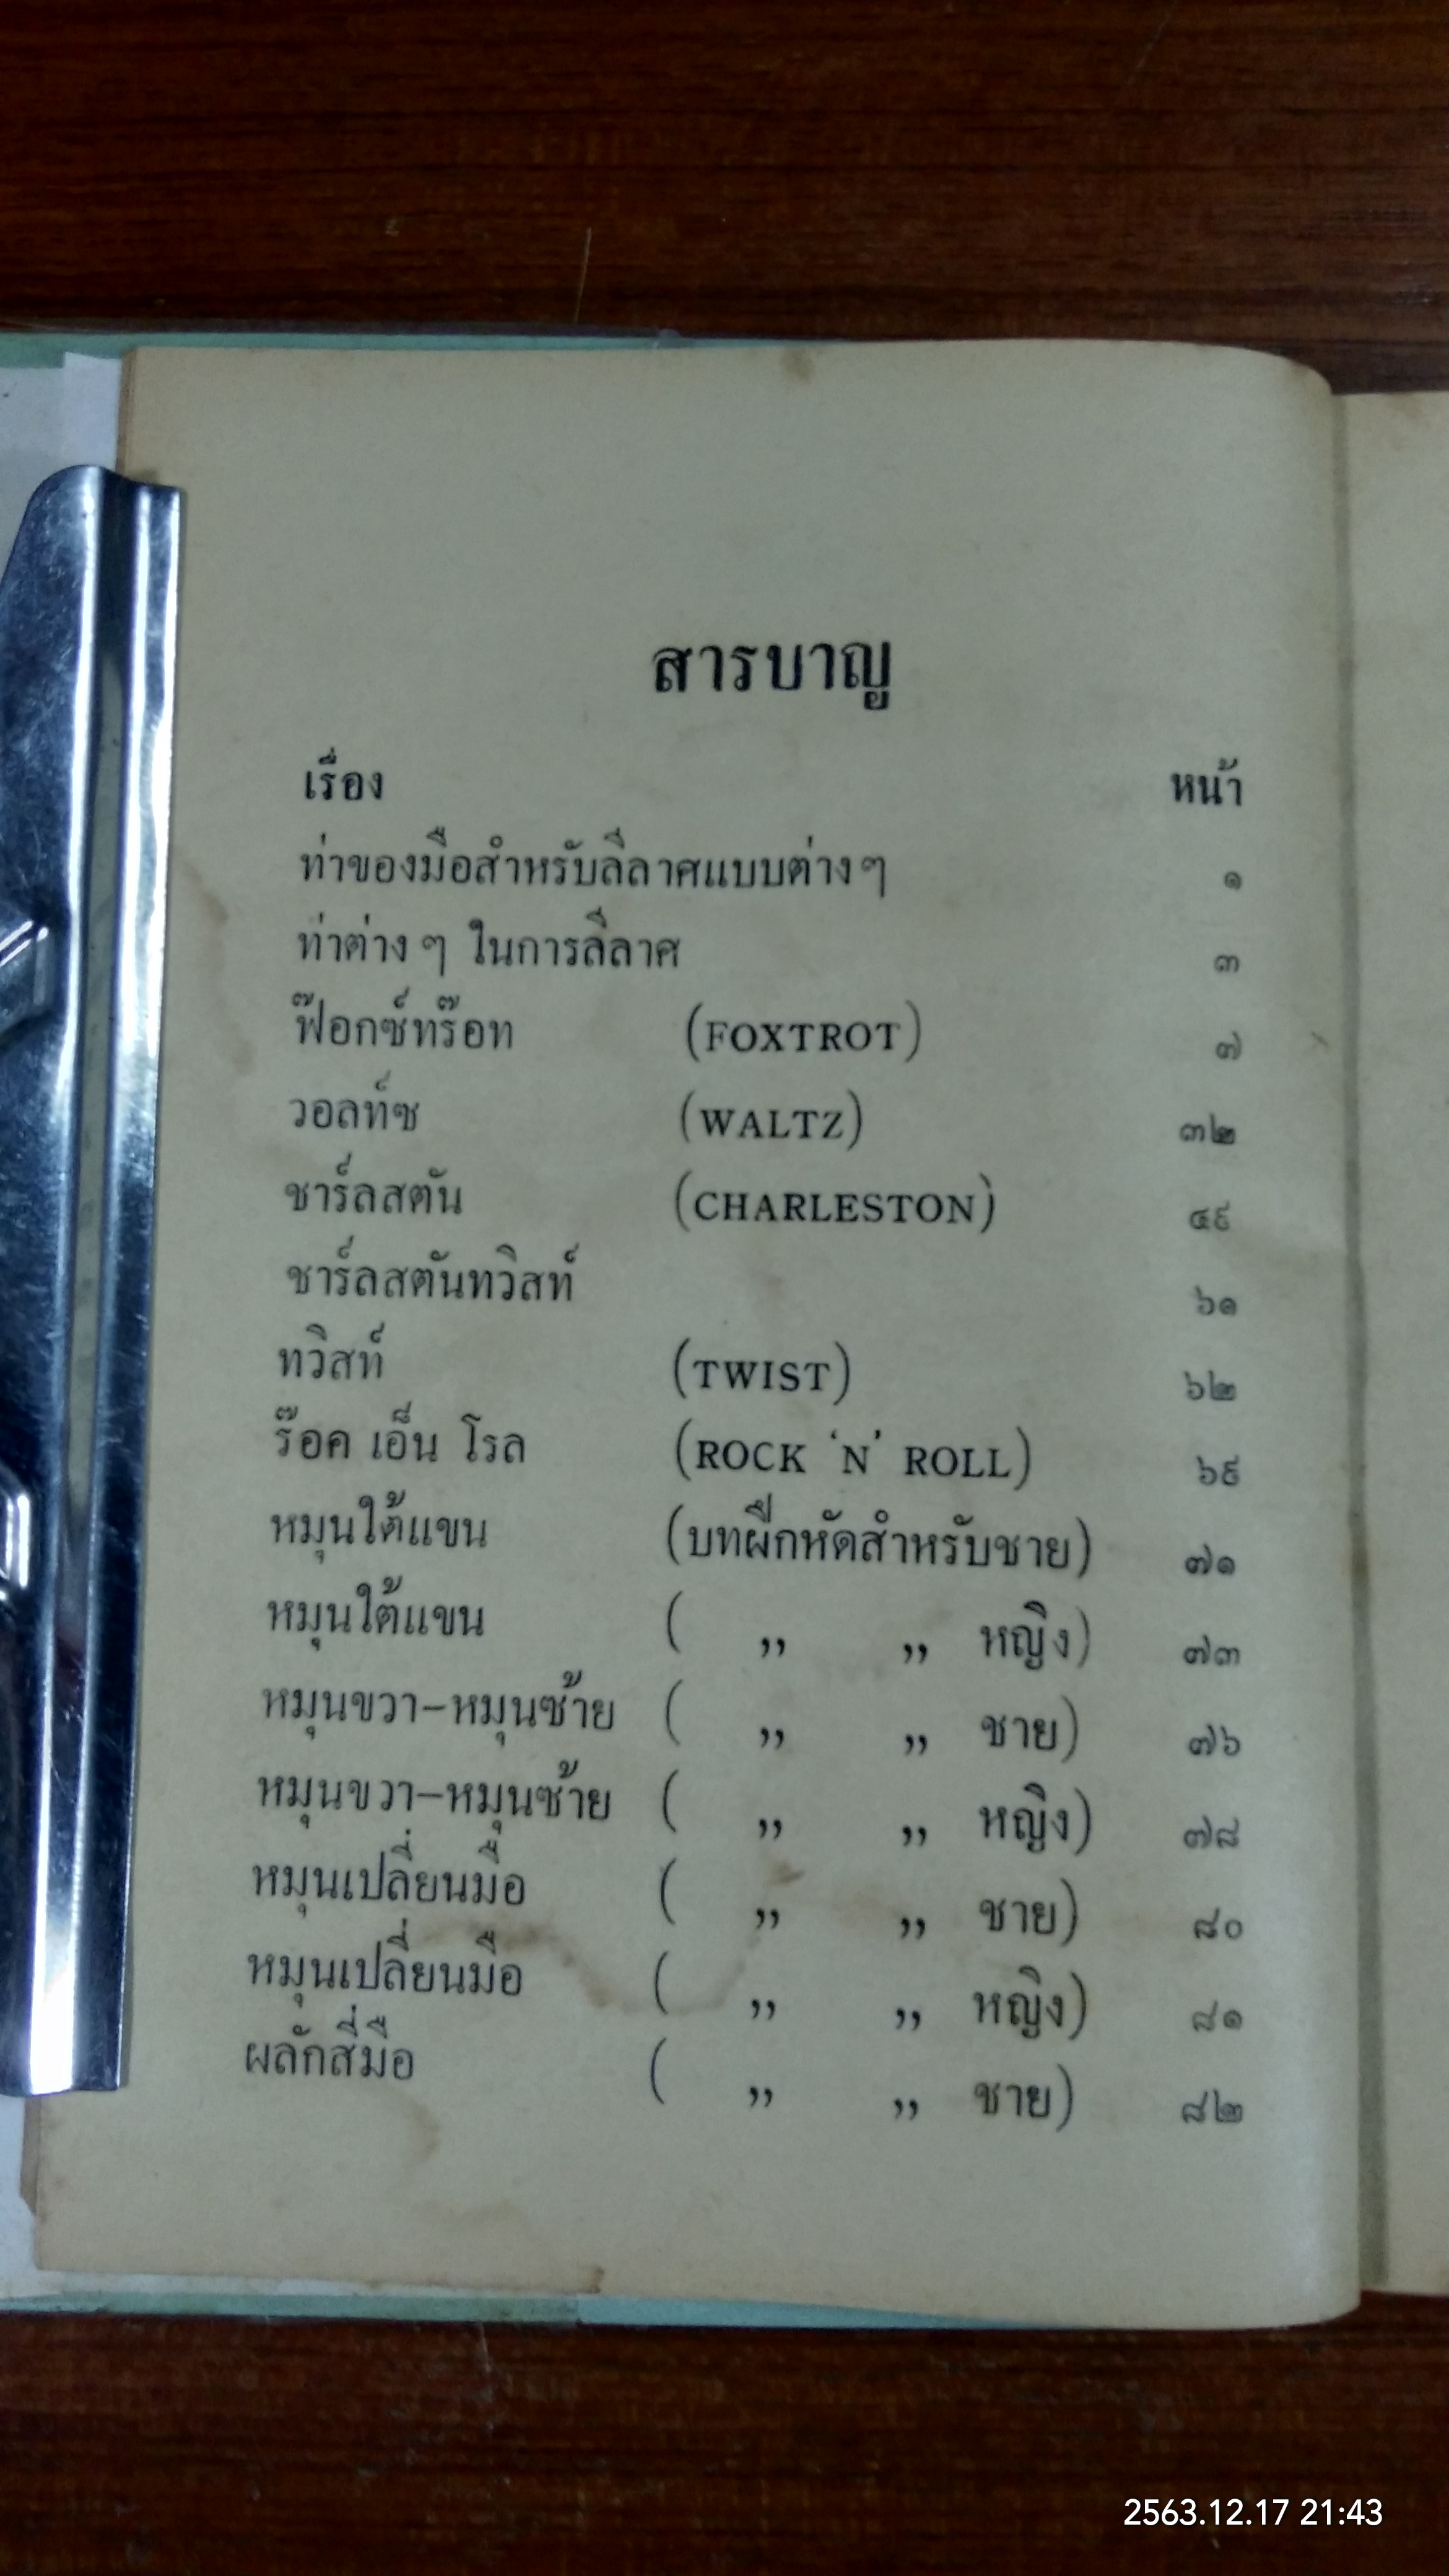 สารบาญ
เรื่อง หน้า
ท่าของมือสำหรับลีลาศแบบต่างๆ ๑
ท่าต่าง ๆ ในการลีลาศ ๓
ฟ๊อกซ์ทร๊อท (FOXTROT) ๗
วอลท์ซ (WALTZ) ๓๒
ชาร์ลสตัน (CHARLESTON) ๔๙
ชาร์ลสตันทวิสท์ ๖๑
ทวิสท์ (TWIST) ๖๒
ร๊อค เอ็น โรล (ROCK 'N' ROLL) ๖๙
หมุนใต้แขน (บทฝึกหัดสำหรับชาย) ๗๑
หมุนใต้แขน ( ,, ,, หญิง) ๗๓
หมุนขวา-หมุนซ้าย ( ,, ,, ชาย) ๗๖
หมุนขวา-หมุนซ้าย ( ,, ,, หญิง) ๗๘
หมุนเปลี่ยนมือ ( ,, ,, ชาย) ๘๐
หมุนเปลี่ยนมือ ( ,, ,, หญิง) ๘๑
ผลักสี่มือ ( ,, ,, ชาย) ๘๒
2563.12.17 21:43